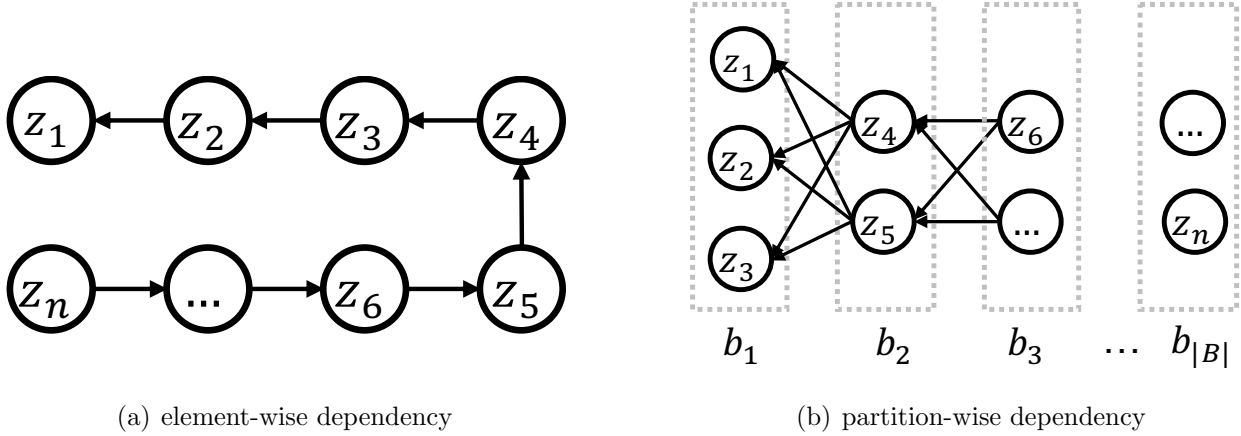 z₁ z₂ z₃ z₄
zₙ ... z₆ z₅
(a) element-wise dependency
z₁
z₂
z₃
z₄
z₅
z₆
...
...
zₙ
b₁ b₂ b₃ ... b|B|
(b) partition-wise dependency